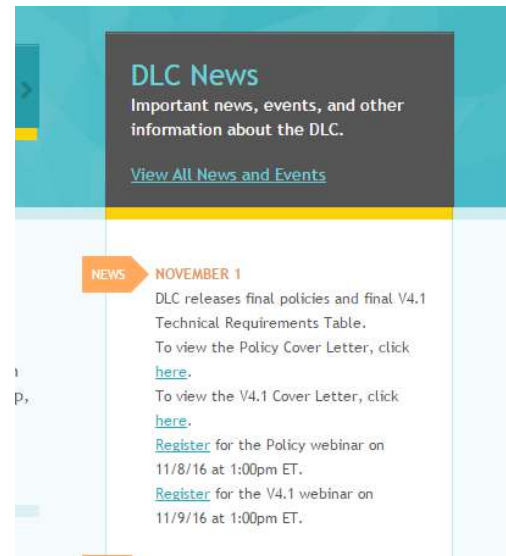 DLC News
Important news, events, and other
information about the DLC.
View All News and Events
NEWS
NOVEMBER 1
DLC releases final policies and final V4.1
Technical Requirements Table.
To view the Policy Cover Letter, click
here.
To view the V4.1 Cover Letter, click
here.
Register for the Policy webinar on
11/8/16 at 1:00pm ET.
Register for the V4.1 webinar on
11/9/16 at 1:00pm ET.